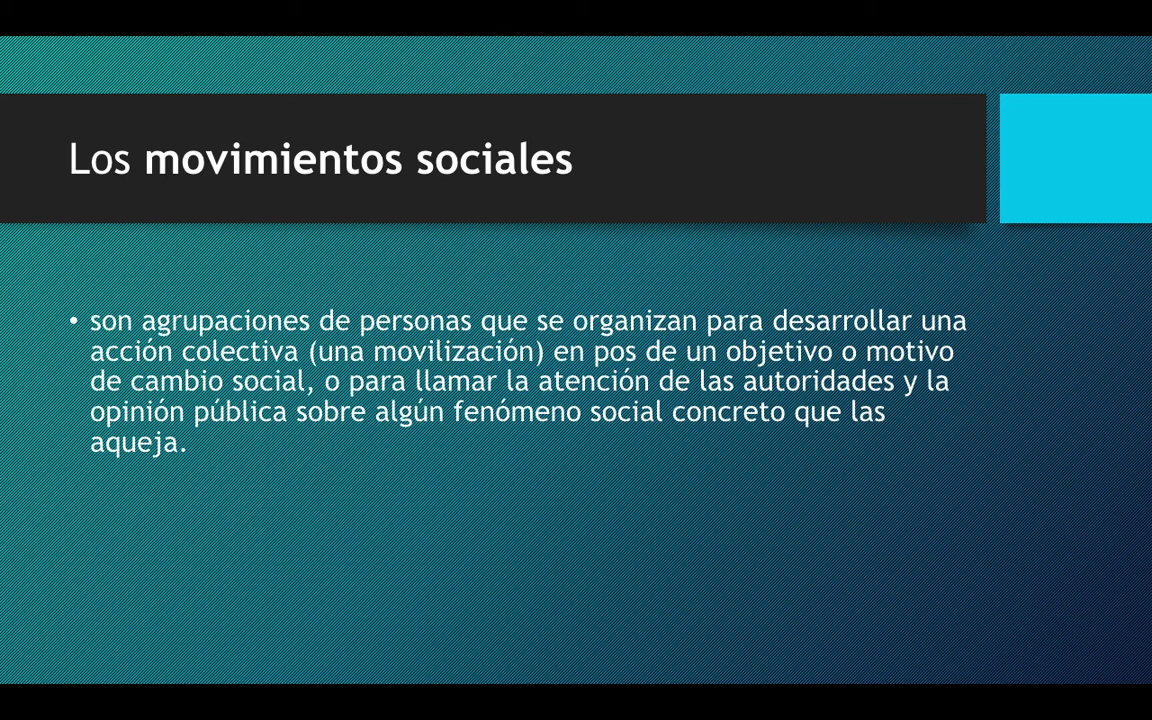 Los movimientos sociales
• son agrupaciones de personas que se organizan para desarrollar una
acción colectiva (una movilización) en pos de un objetivo o motivo
de cambio social, o para llamar la atención de las autoridades y la
opinión pública sobre algún fenómeno social concreto que las
aqueja.